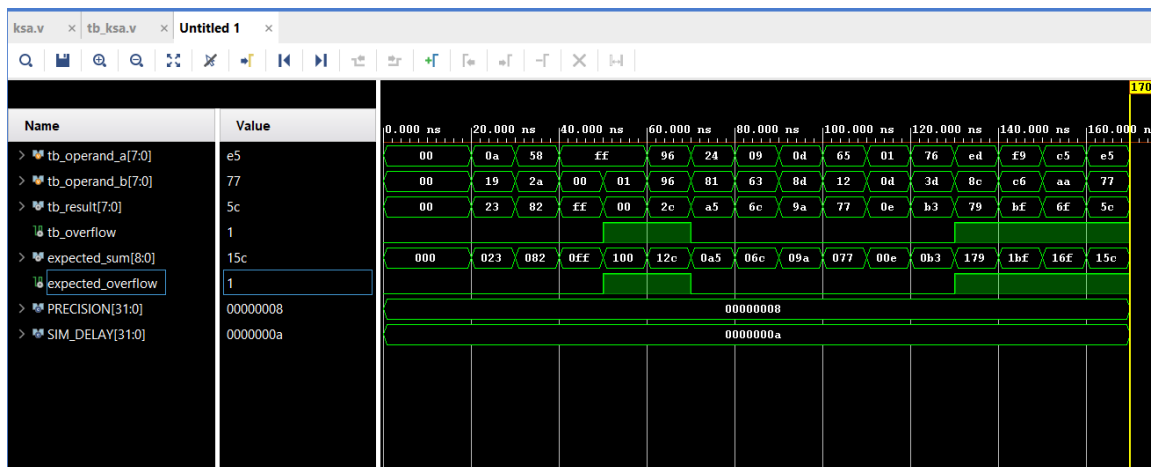 ksa.v × tb_ksa.v × Untitled 1 ×
170
Name Value 0.000 ns 20.000 ns 40.000 ns 60.000 ns 80.000 ns 100.000 ns 120.000 ns 140.000 ns 160.000 n
tb_operand_a[7:0] e5 00 0a 58 ff 96 24 09 0d 65 01 76 ed f9 c5 e5
tb_operand_b[7:0] 77 00 19 2a 00 01 96 81 63 8d 12 0d 3d 8c c6 aa 77
tb_result[7:0] 5c 00 23 82 ff 00 2c a5 6c 9a 77 0e b3 79 bf 6f 5c
tb_overflow 1
expected_sum[8:0] 15c 000 023 082 0ff 100 12c 0a5 06c 09a 077 00e 0b3 179 1bf 16f 15c
expected_overflow 1
PRECISION[31:0] 00000008 00000008
SIM_DELAY[31:0] 0000000a 0000000a